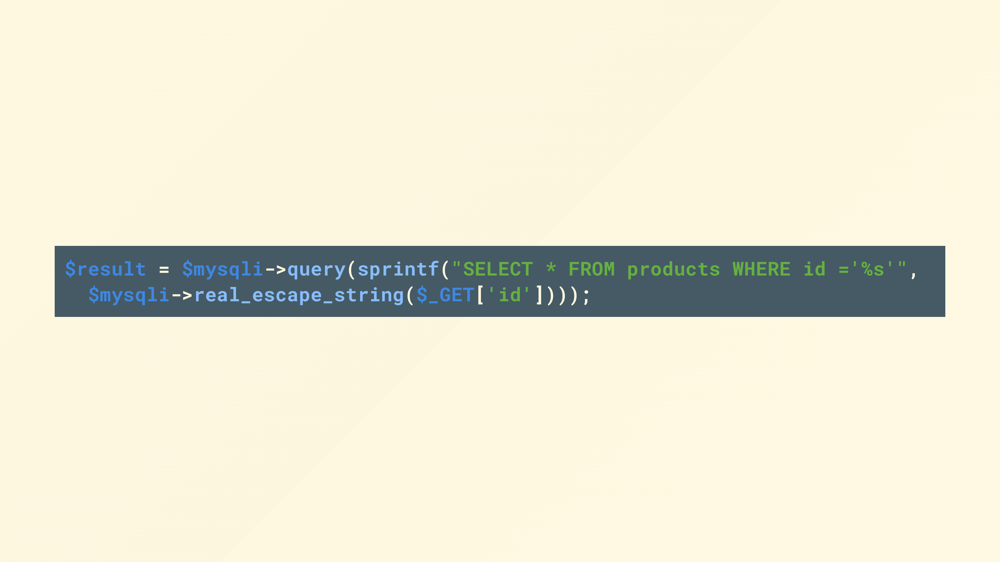 $result = $mysqli->query(sprintf("SELECT * FROM products WHERE id ='%s'",
  $mysqli->real_escape_string($_GET['id'])));